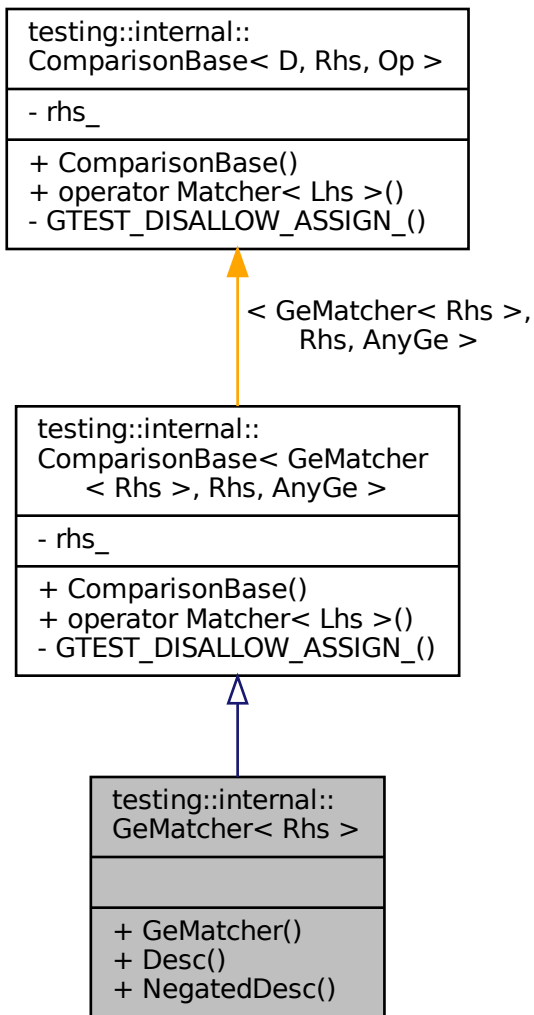 testing::internal::
ComparisonBase< D, Rhs, Op >
- rhs_
+ ComparisonBase()
+ operator Matcher< Lhs >()
- GTEST_DISALLOW_ASSIGN_()
< GeMatcher< Rhs >,
Rhs, AnyGe >
testing::internal::
ComparisonBase< GeMatcher
< Rhs >, Rhs, AnyGe >
- rhs_
+ ComparisonBase()
+ operator Matcher< Lhs >()
- GTEST_DISALLOW_ASSIGN_()
testing::internal::
GeMatcher< Rhs >
+ GeMatcher()
+ Desc()
+ NegatedDesc()